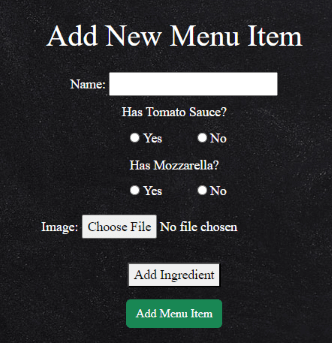 Add New Menu Item
Name:
Has Tomato Sauce?
Yes No
Has Mozzarella?
Yes No
Image: Choose File No file chosen
Add Ingredient
Add Menu Item